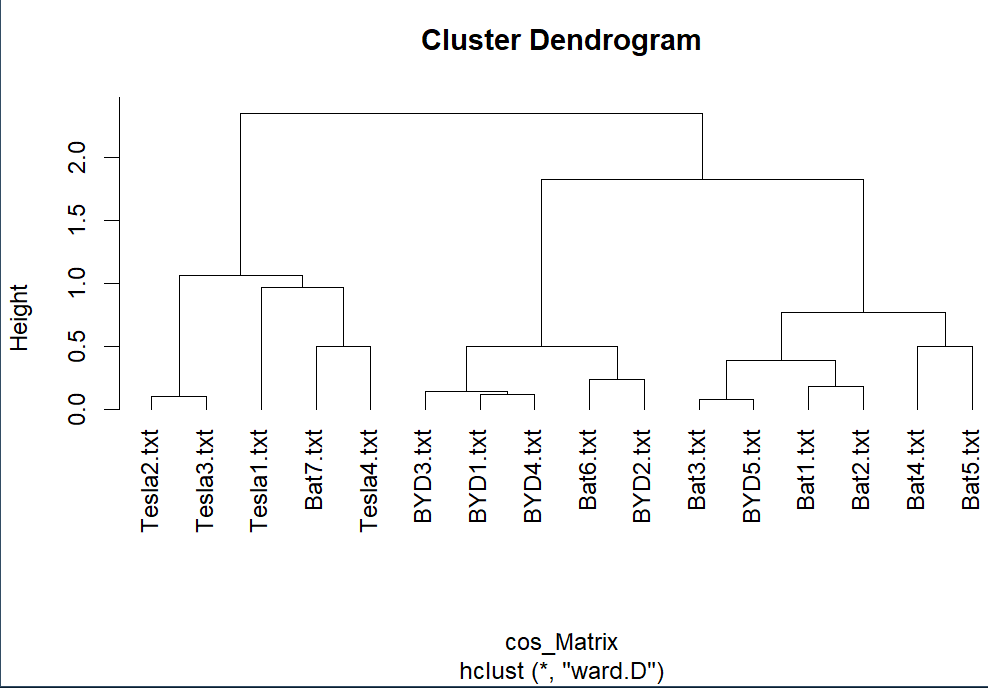 Cluster Dendrogram
Height
2.0
1.5
1.0
0.5
0.0
Tesla2.txt
Tesla3.txt
Tesla1.txt
Bat7.txt
Tesla4.txt
BYD3.txt
BYD1.txt
BYD4.txt
Bat6.txt
BYD2.txt
Bat3.txt
BYD5.txt
Bat1.txt
Bat2.txt
Bat4.txt
Bat5.txt
cos_Matrix
hclust (*, "ward.D")